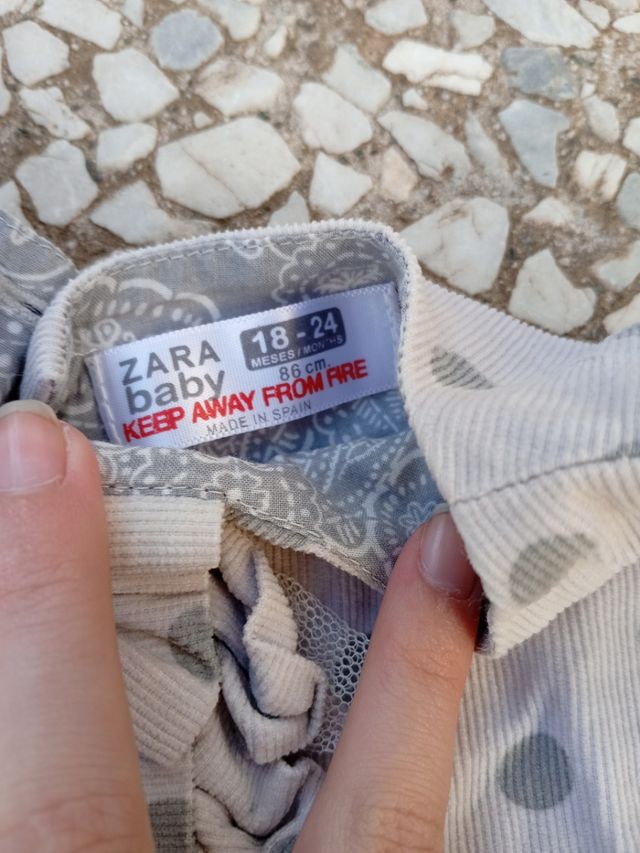 ZARA
baby
18 - 24
MESES / MONTHS
86 cm.
KEEP AWAY FROM FIRE
MADE IN SPAIN